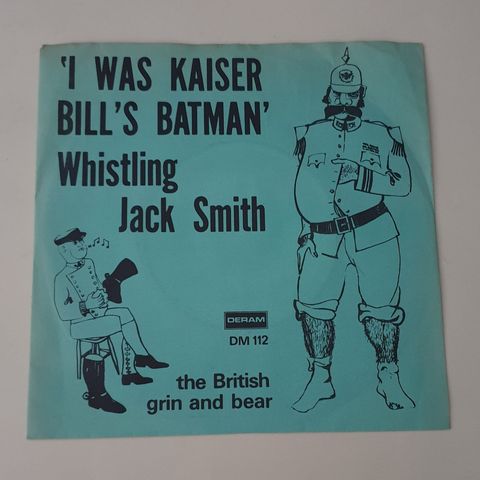 ‘I WAS KAISER
BILL’S BATMAN’
Whistling
Jack Smith
DERAM
DM 112
the British
grin and bear